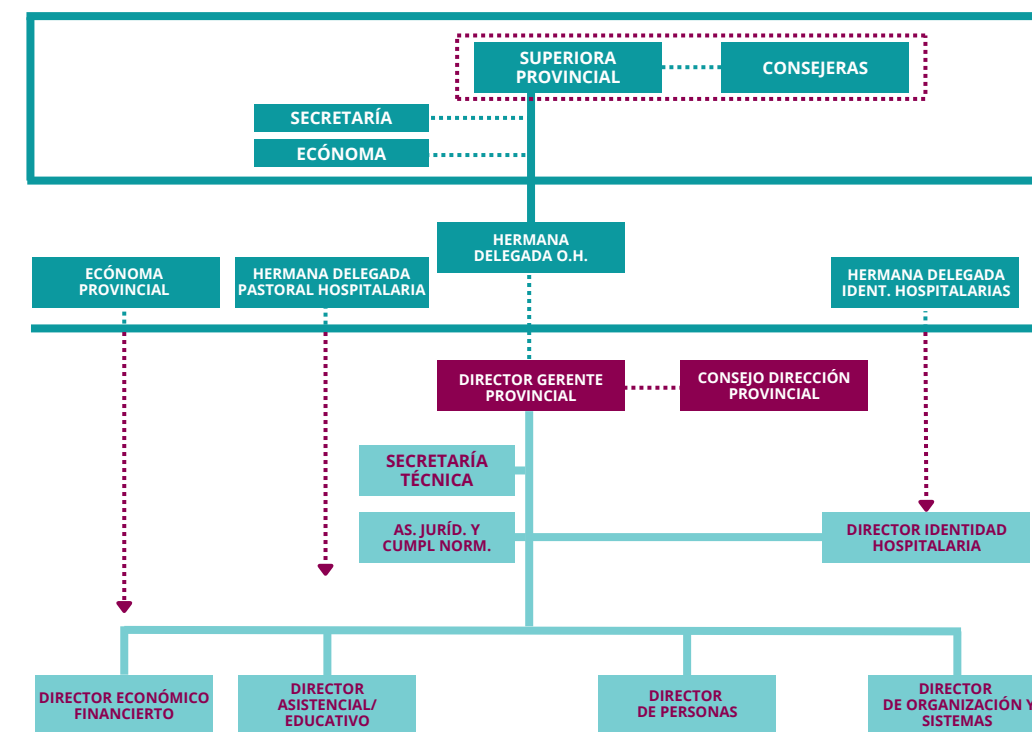 SUPERIORA
PROVINCIAL
CONSEJERAS
SECRETARÍA
ECÓNOMA
HERMANA
DELEGADA O.H.
ECÓNOMA
PROVINCIAL
HERMANA DELEGADA
PASTORAL HOSPITALARIA
HERMANA DELEGADA
IDENT. HOSPITALARIAS
DIRECTOR GERENTE
PROVINCIAL
CONSEJO DIRECCIÓN
PROVINCIAL
SECRETARÍA
TÉCNICA
AS. JURÍD. Y
CUMPL NORM.
DIRECTOR IDENTIDAD
HOSPITALARIA
DIRECTOR ECONÓMICO
FINANCIERTO
DIRECTOR
ASISTENCIAL/
EDUCATIVO
DIRECTOR
DE PERSONAS
DIRECTOR
DE ORGANIZACIÓN Y
SISTEMAS